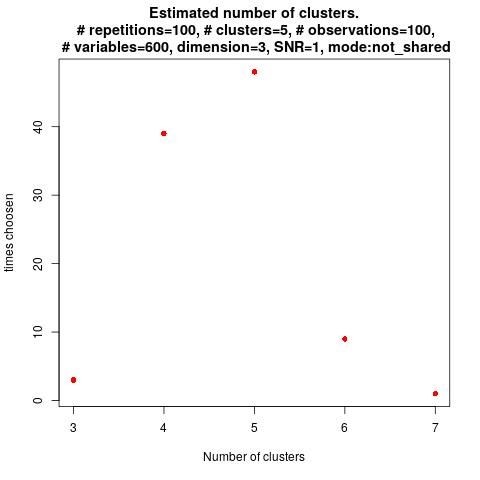 Estimated number of clusters.
# repetitions=100, # clusters=5, # observations=100,
# variables=600, dimension=3, SNR=1, mode:not_shared
times choosen
40
30
20
10
0
3 4 5 6 7
Number of clusters